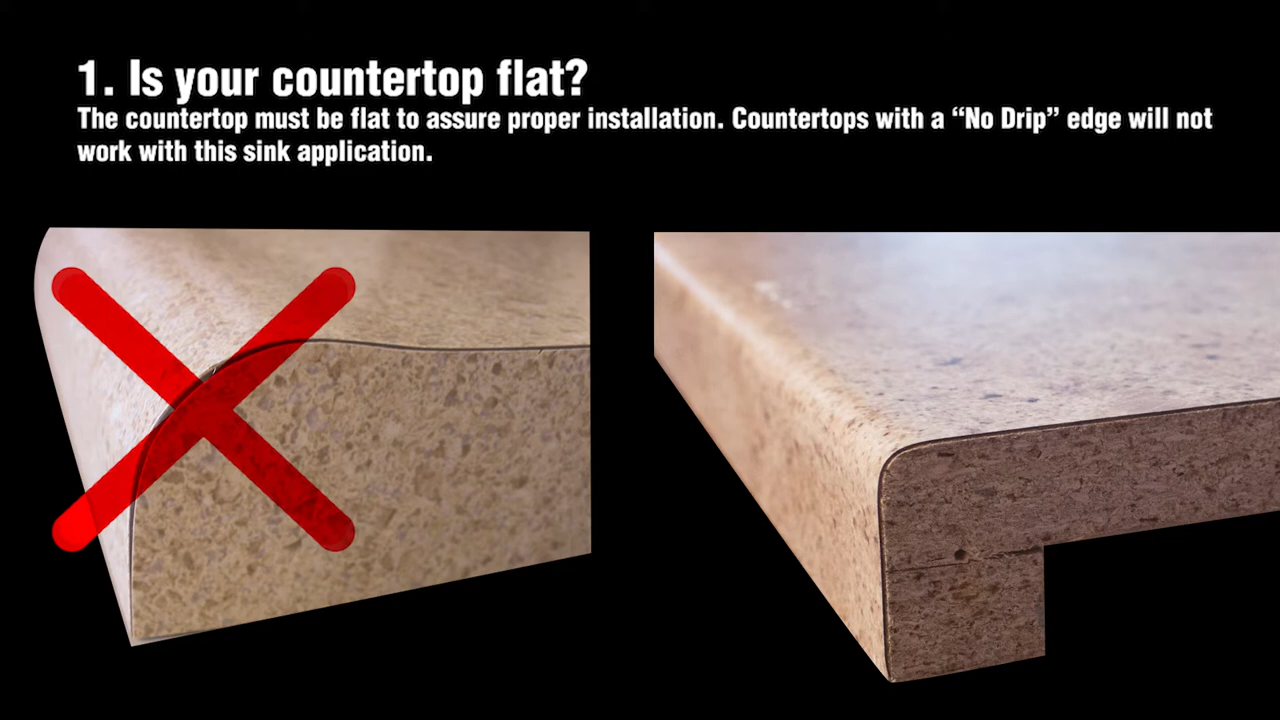 1. Is your countertop flat?
The countertop must be flat to assure proper installation. Countertops with a “No Drip” edge will not
work with this sink application.